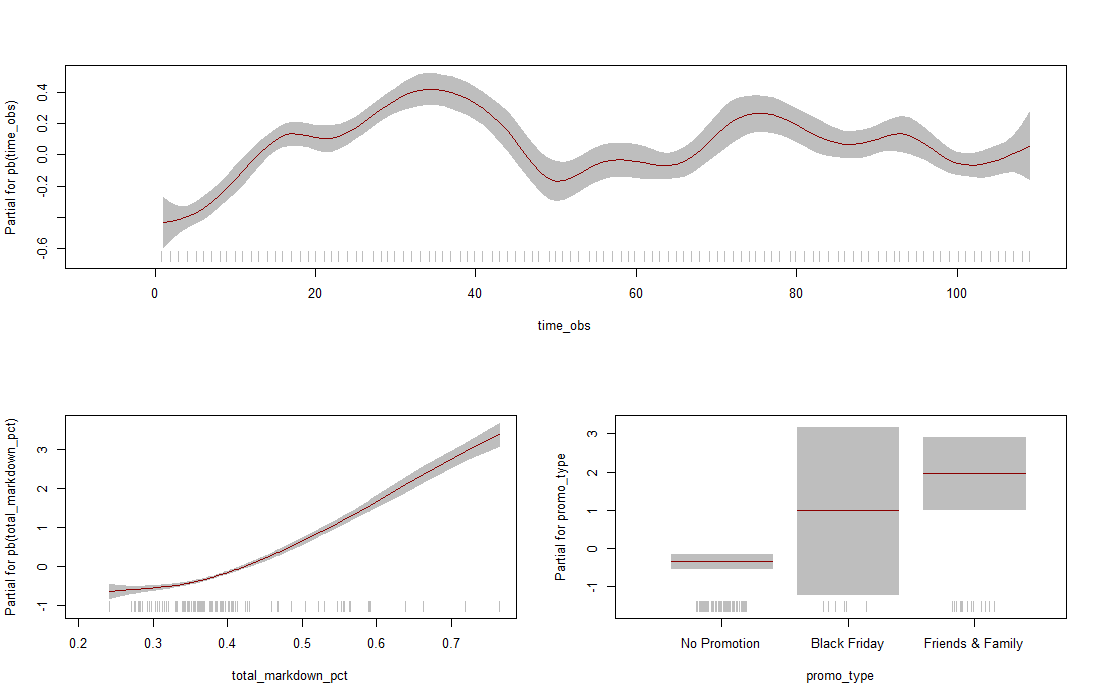 Partial for pb(time_obs)
0.4
0.2
0.0
-0.2
-0.6
0 20 40 60 80 100
time_obs
Partial for pb(total_markdown_pct)
3
2
1
0
-1
0.2 0.3 0.4 0.5 0.6 0.7
total_markdown_pct
Partial for promo_type
3
2
1
0
-1
No Promotion Black Friday Friends & Family
promo_type